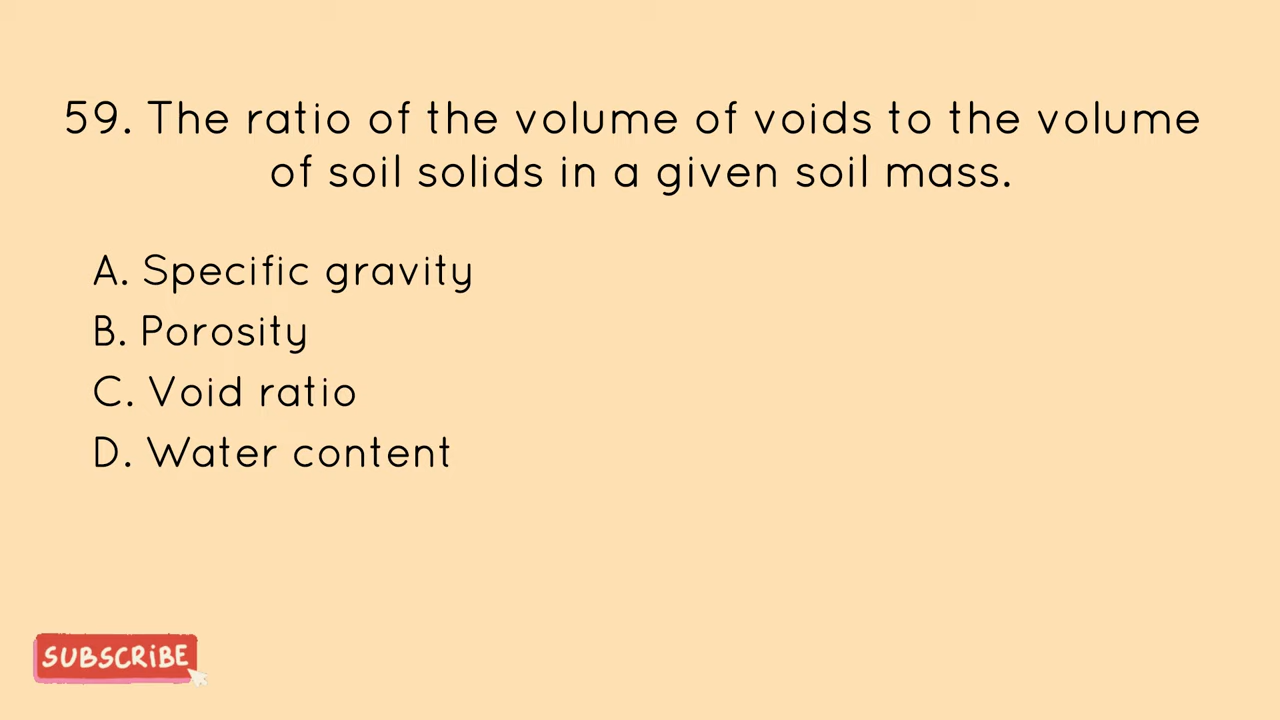 59. The ratio of the volume of voids to the volume
of soil solids in a given soil mass.
A. Specific gravity
B. Porosity
C. Void ratio
D. Water content
SUBSCRiBE